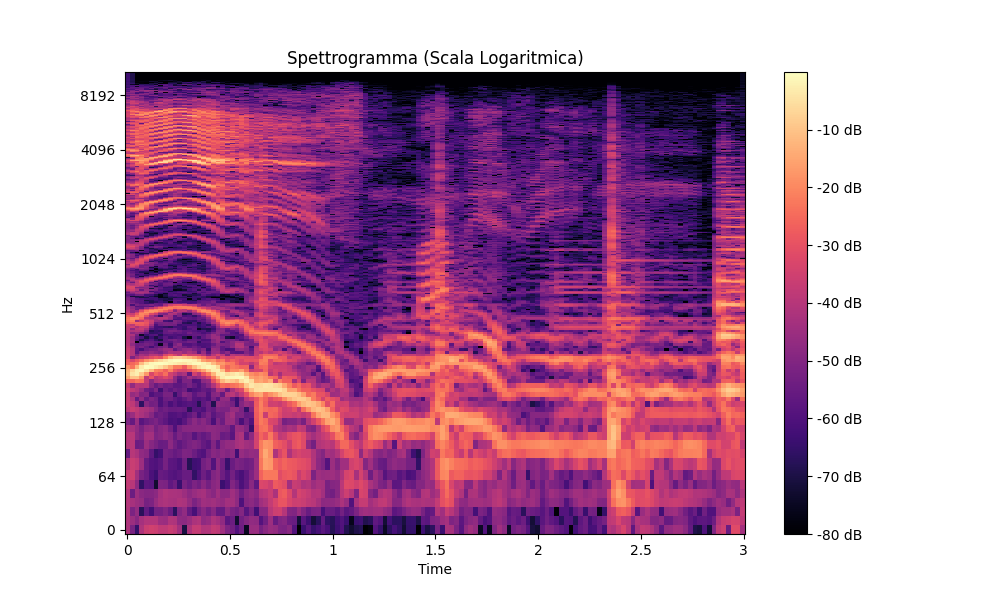 Spettrogramma (Scala Logaritmica)
Hz
8192
4096
2048
1024
512
256
128
64
0
0
0.5
1
1.5
2
2.5
3
Time
-10 dB
-20 dB
-30 dB
-40 dB
-50 dB
-60 dB
-70 dB
-80 dB